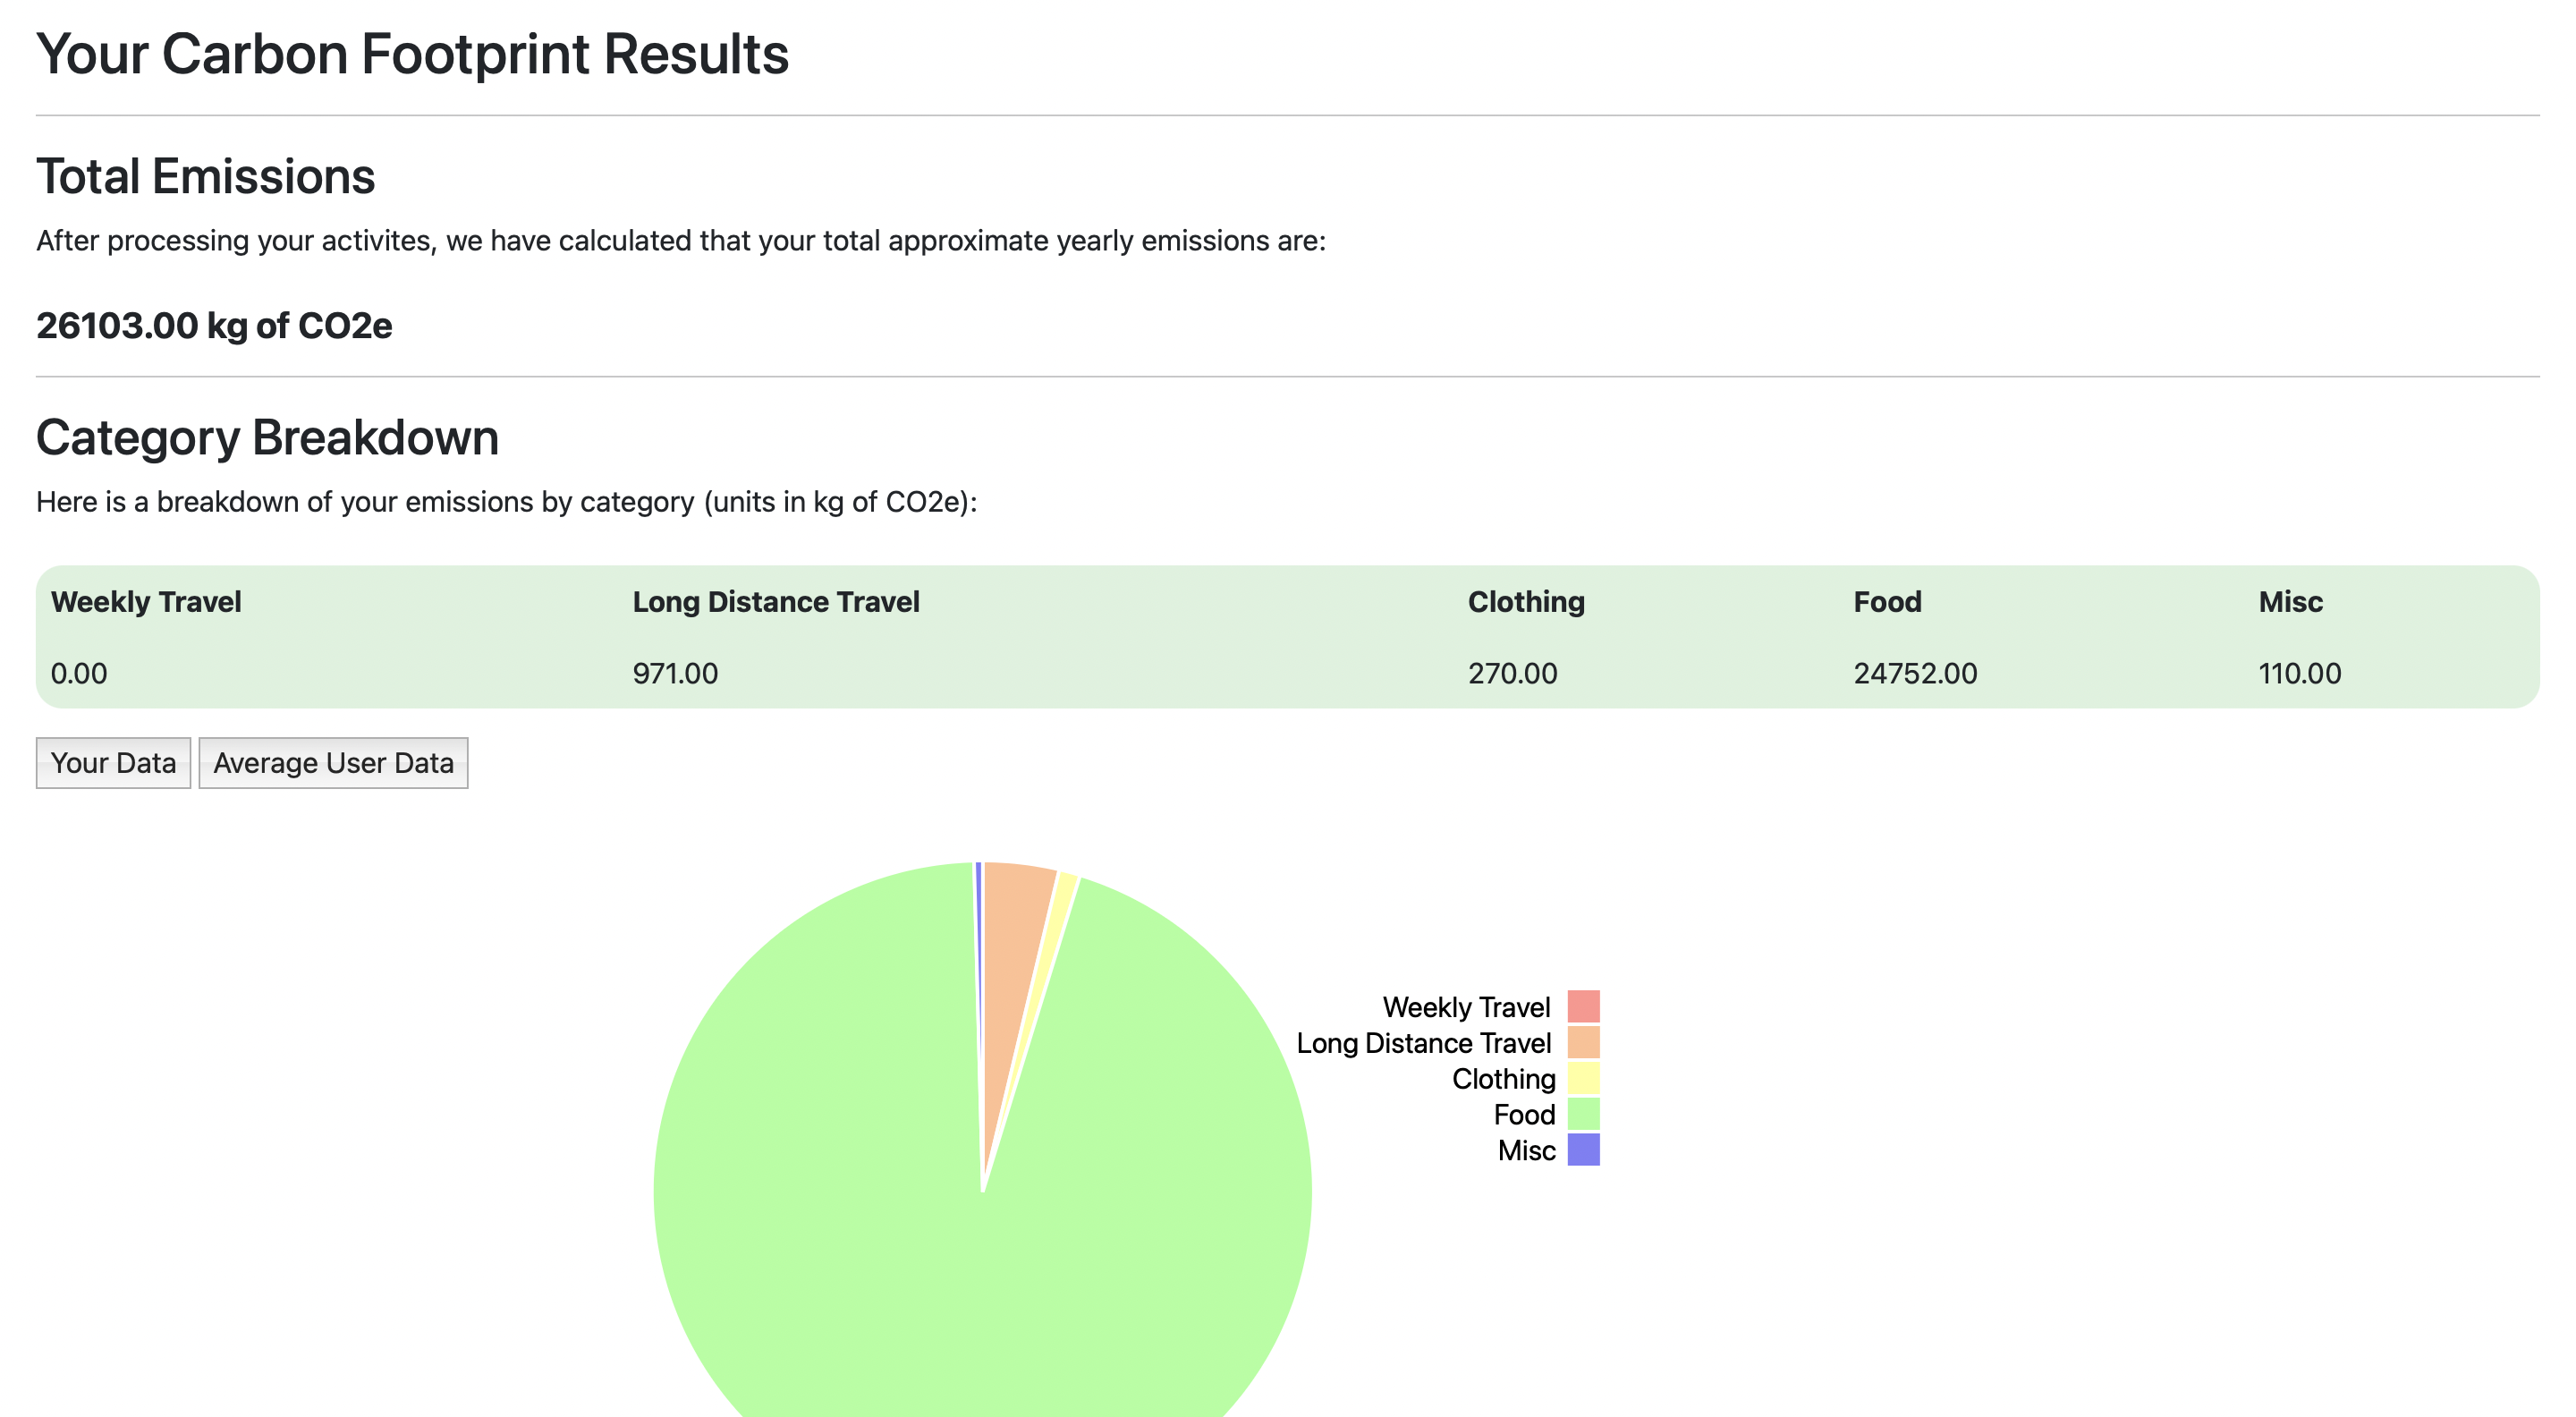 Your Carbon Footprint Results
Total Emissions
After processing your activites, we have calculated that your total approximate yearly emissions are:
26103.00 kg of CO2e
Category Breakdown
Here is a breakdown of your emissions by category (units in kg of CO2e):
Weekly Travel Long Distance Travel Clothing Food Misc
0.00 971.00 270.00 24752.00 110.00
Your Data Average User Data
Weekly Travel
Long Distance Travel
Clothing
Food
Misc